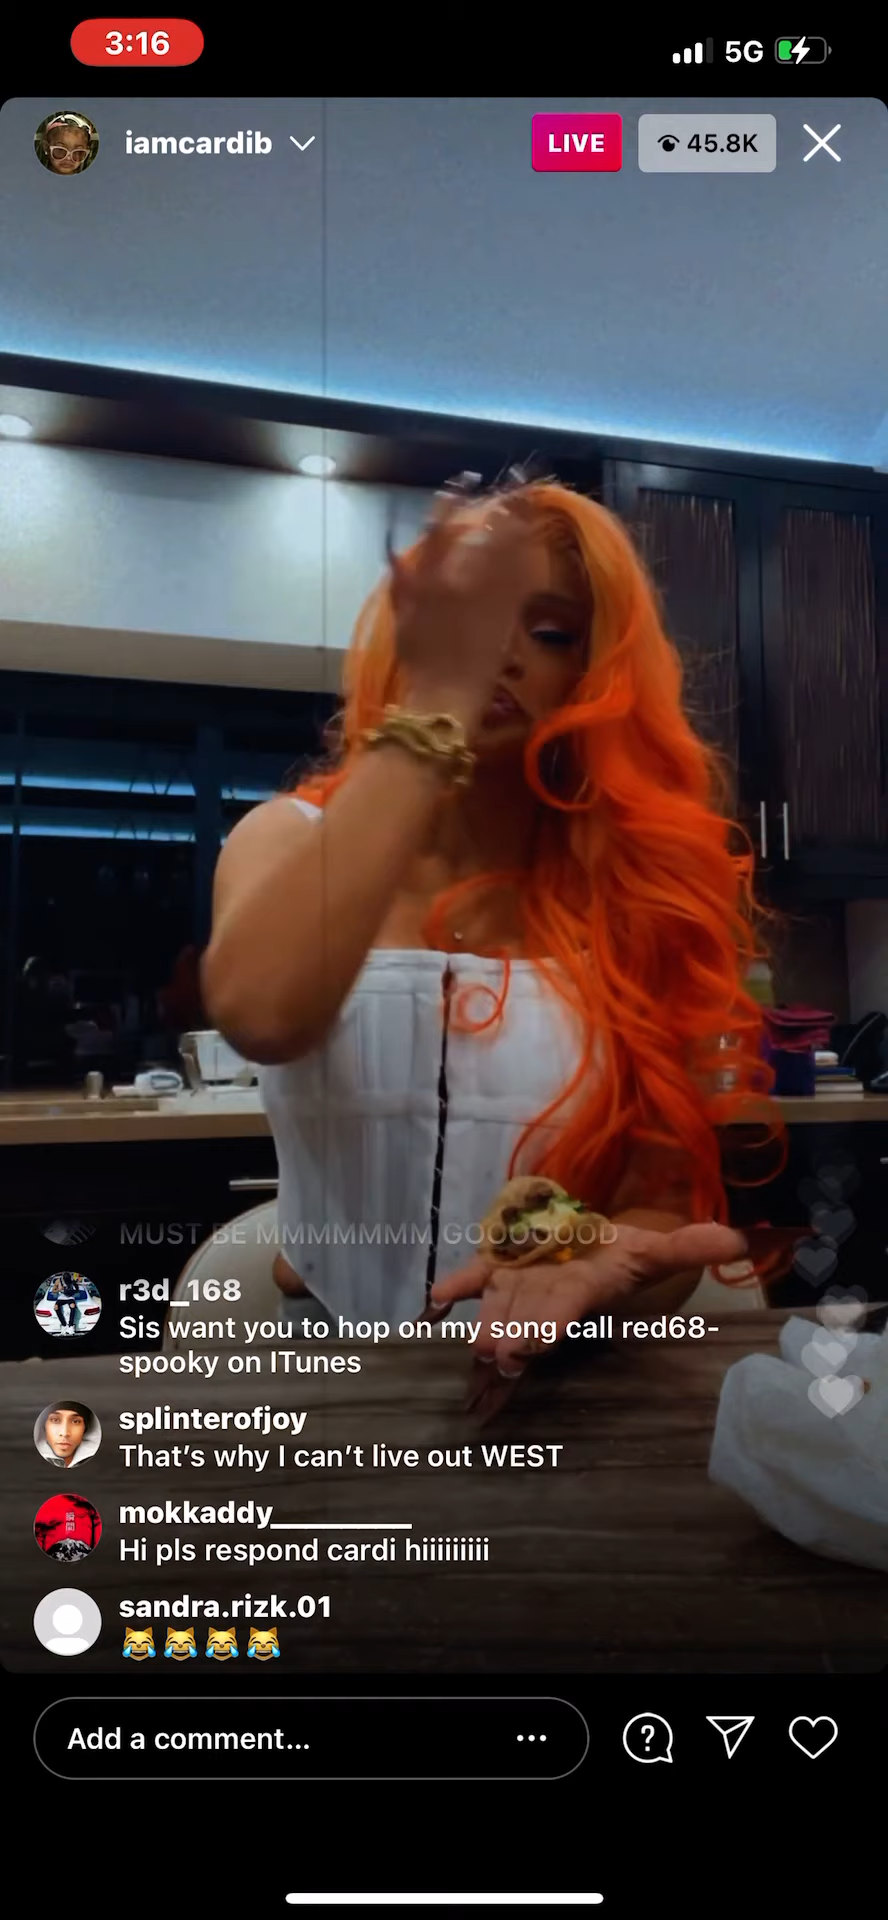 3:16
5G
iamcardib
LIVE
45.8K
MUST BE MMMMMMM GOOOOOOD
r3d_168
Sis want you to hop on my song call red68-
spooky on ITunes
splinterofjoy
That’s why I can’t live out WEST
mokkaddy__________
Hi pls respond cardi hiiiiiiiii
sandra.rizk.01
😹😹😹😹
Add a comment...